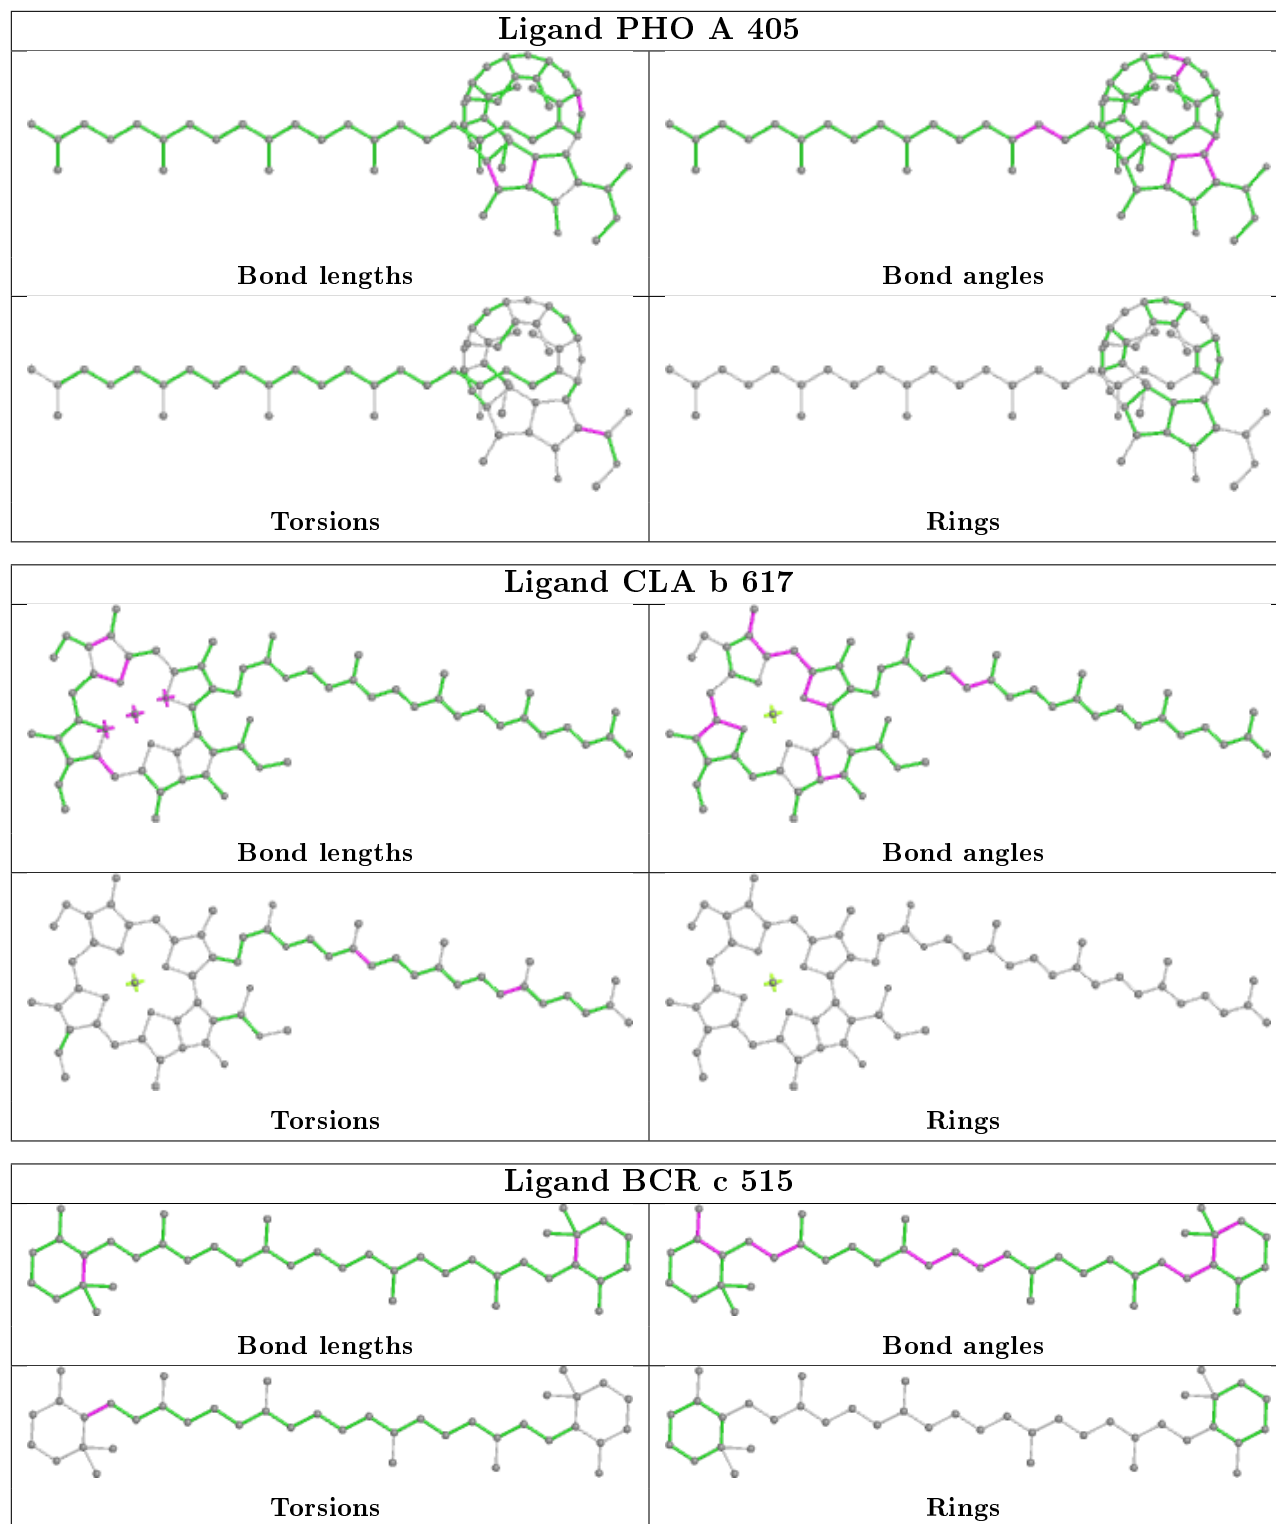 Ligand PHO A 405
Bond lengths
Bond angles
Torsions
Rings
Ligand CLA b 617
Bond lengths
Bond angles
Torsions
Rings
Ligand BCR c 515
Bond lengths
Bond angles
Torsions
Rings